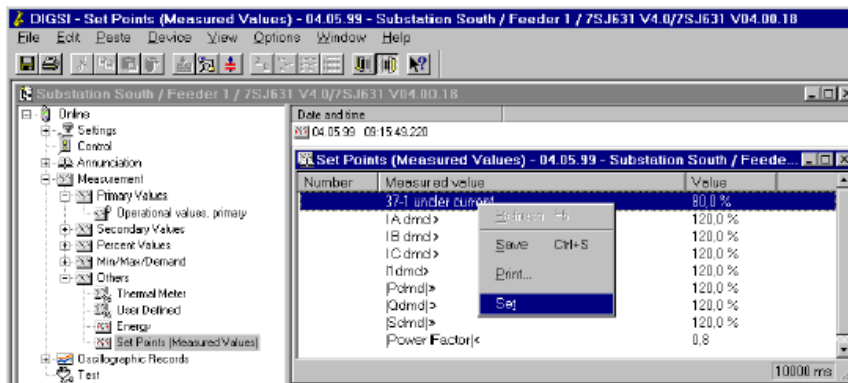 DIGSI - Set Points (Measured Values) - 04.05.99 - Substation South / Feeder 1 / 7SJ631 V4.0/7SJ631 V04.00.18
File Edit Paste Device View Options Window Help
Substation South / Feeder 1 / 7SJ631 V4.0/7SJ631 V04.00.18
Online
Settings
Control
Annunciation
Measurement
Primary Values
Operational values, primary
Secondary Values
Percent Values
Min/Max/Demand
Others
Thermal Meter
User Defined
Energy
Set Points (Measured Values)
Oscillographic Records
Test
Date and time
04.05.99 09:15:49.220
Set Points (Measured Values) - 04.05.99 - Substation South / Feede...
Number Measured value Value
37-1 under current 80,0 %
IA dmd> 120,0 %
IB dmd> 120,0 %
IC dmd> 120,0 %
I1dmd> 120,0 %
|Pdmd|> 120,0 %
|Qdmd|> 120,0 %
|Sdmd|> 120,0 %
|Power Factor|< 0,8
Refresh F5
Save Ctrl+S
Print...
Set
10000 ms